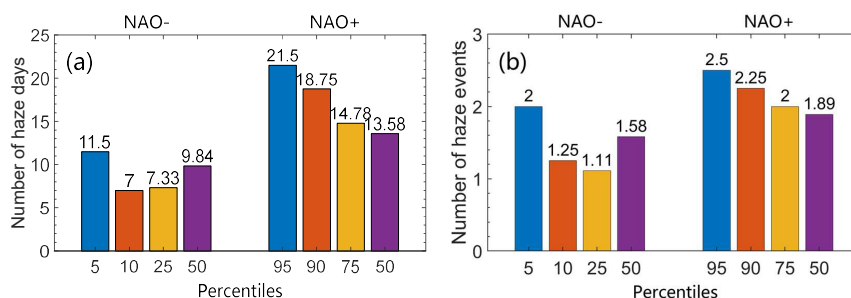 NAO- NAO+
(a)
Number of haze days
25
20
15
10
5
0
11.5 7 7.33 9.84 21.5 18.75 14.78 13.58
5 10 25 50 95 90 75 50
Percentiles
NAO- NAO+
(b)
Number of haze events
3
2
1
0
2 1.25 1.11 1.58 2.5 2.25 2 1.89
5 10 25 50 95 90 75 50
Percentiles